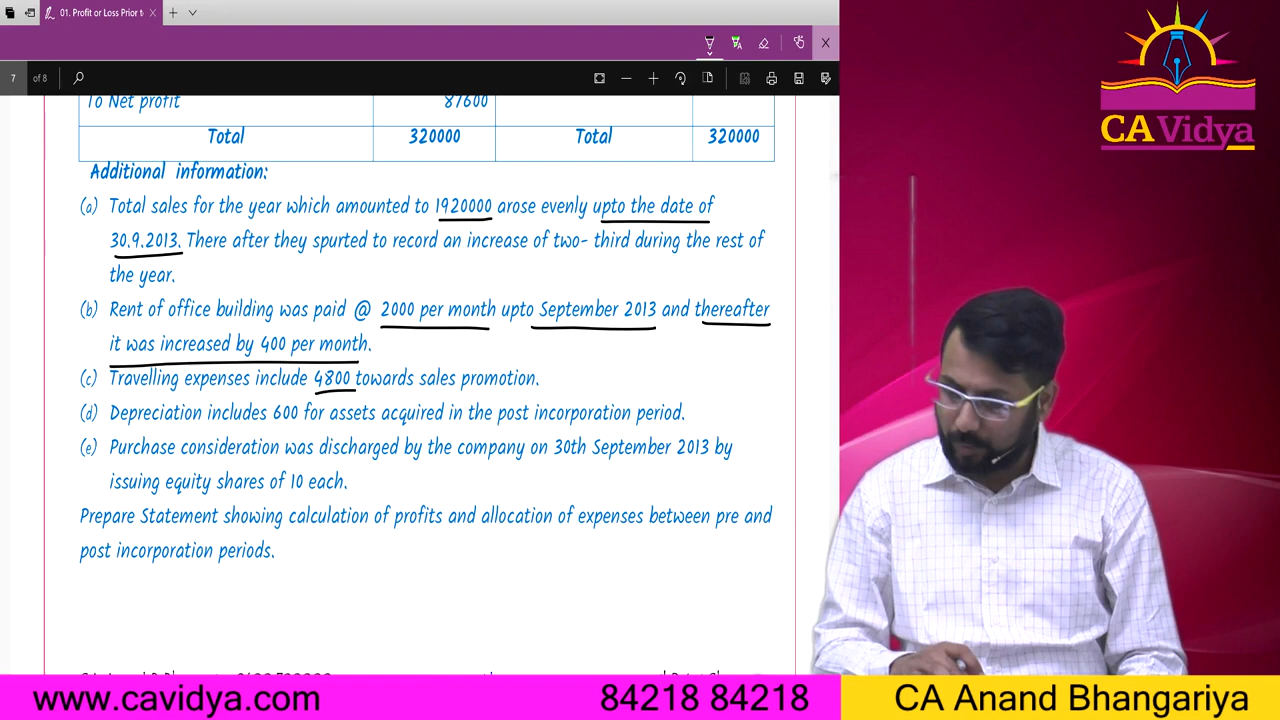 01. Profit or Loss Prior t
7 of 8
To Net profit 87600
Total 320000 Total 320000
Additional information:
(a) Total sales for the year which amounted to 1920000 arose evenly upto the date of
30.9.2013. There after they spurted to record an increase of two- third during the rest of
the year.
(b) Rent of office building was paid @ 2000 per month upto September 2013 and thereafter
it was increased by 400 per month.
(c) Travelling expenses include 4800 towards sales promotion.
(d) Depreciation includes 600 for assets acquired in the post incorporation period.
(e) Purchase consideration was discharged by the company on 30th September 2013 by
issuing equity shares of 10 each.
Prepare Statement showing calculation of profits and allocation of expenses between pre and
post incorporation periods.
CA Vidya
www.cavidya.com 84218 84218 CA Anand Bhangariya